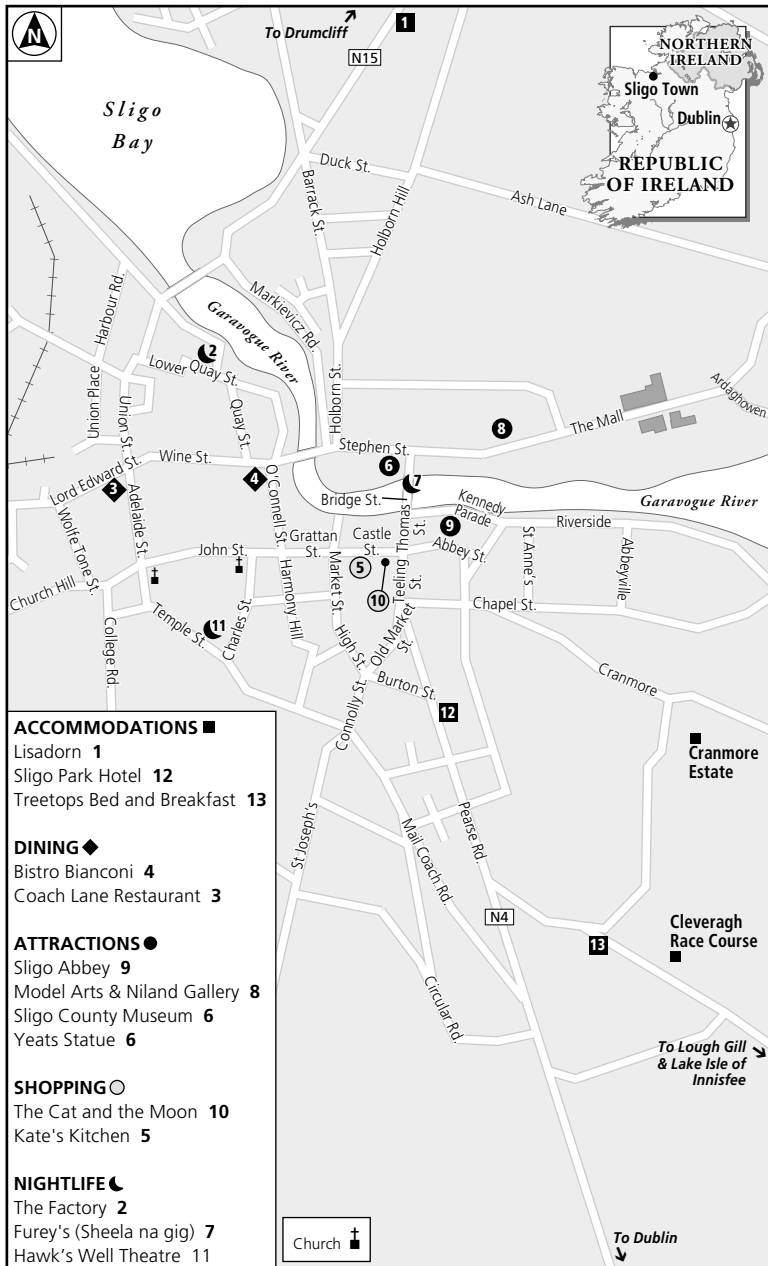 N
To Drumcliff
1
N15
NORTHERN
IRELAND
Sligo Town
Dublin
REPUBLIC
OF IRELAND
Sligo
Bay
Duck St.
Ash Lane
Barrack St.
Holborn Hill
Harbour Rd.
Markievicz Rd.
Garavogue River
2
Lower Quay St.
Quay St.
Union Place
Union St.
Holborn St.
Ardaghowen
The Mall
8
Stephen St.
Wine St.
Lord Edward St.
4
6
7
3
O'Connell St.
Bridge St.
Kennedy
Parade
Garavogue River
Adelaide St.
Wolfe Tone St.
Thomas
St.
9
Riverside
Grattan
St.
Castle
St.
Abbey St.
St Anne's
Abbeyville
John St.
Market St.
5
Teeling
St.
Church Hill
Harmony Hill
10
Chapel St.
Temple St.
11
Charles St.
College Rd.
High St.
Old Market
St.
Cranmore
Burton St.
Connolly St.
12
Cranmore
Estate
St Joseph's
Mail Coach Rd.
Pearse Rd.
N4
13
Cleveragh
Race Course
Circular Rd.
To Lough Gill
& Lake Isle of
Innisfee
To Dublin
ACCOMMODATIONS
Lisadorn 1
Sligo Park Hotel 12
Treetops Bed and Breakfast 13
DINING
Bistro Bianconi 4
Coach Lane Restaurant 3
ATTRACTIONS
Sligo Abbey 9
Model Arts & Niland Gallery 8
Sligo County Museum 6
Yeats Statue 6
SHOPPING
The Cat and the Moon 10
Kate's Kitchen 5
NIGHTLIFE
The Factory 2
Furey's (Sheela na gig) 7
Hawk's Well Theatre 11
Church